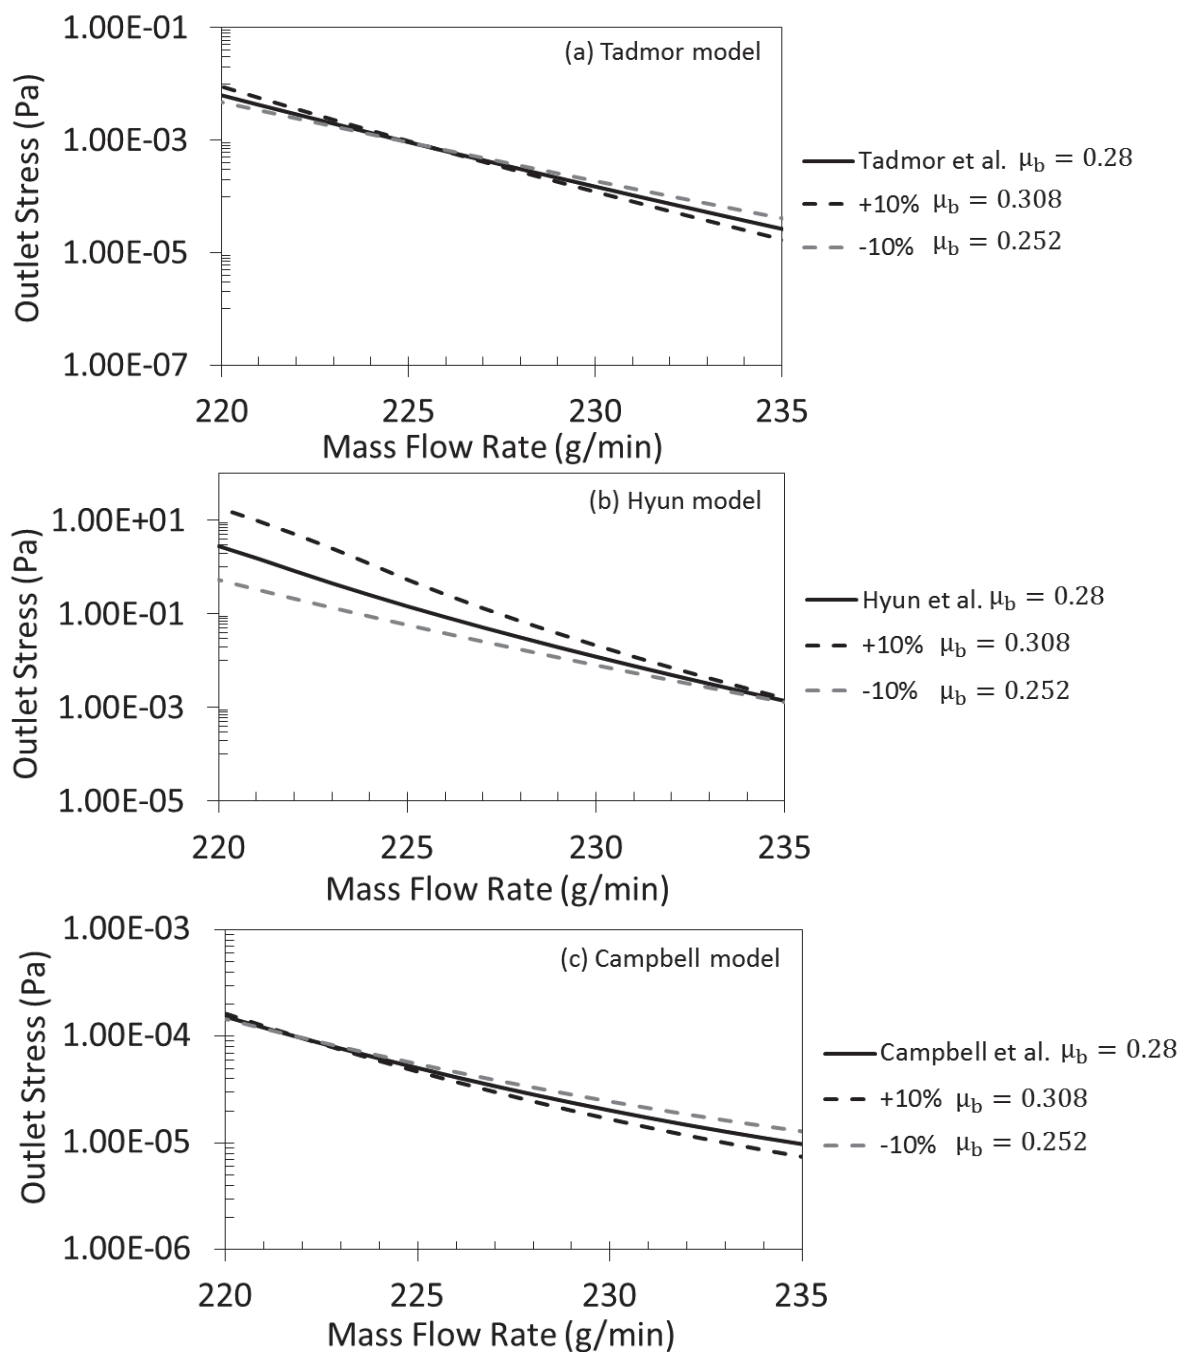 1.00E-01
(a) Tadmor model
1.00E-03
1.00E-05
1.00E-07
Outlet Stress (Pa)
220 225 230 235
Mass Flow Rate (g/min)
Tadmor et al. μb = 0.28
+10% μb = 0.308
-10% μb = 0.252
(b) Hyun model
1.00E+01
1.00E-01
1.00E-03
1.00E-05
Outlet Stress (Pa)
220 225 230 235
Mass Flow Rate (g/min)
Hyun et al. μb = 0.28
+10% μb = 0.308
-10% μb = 0.252
1.00E-03
(c) Campbell model
1.00E-04
1.00E-05
1.00E-06
Outlet Stress (Pa)
220 225 230 235
Mass Flow Rate (g/min)
Campbell et al. μb = 0.28
+10% μb = 0.308
-10% μb = 0.252